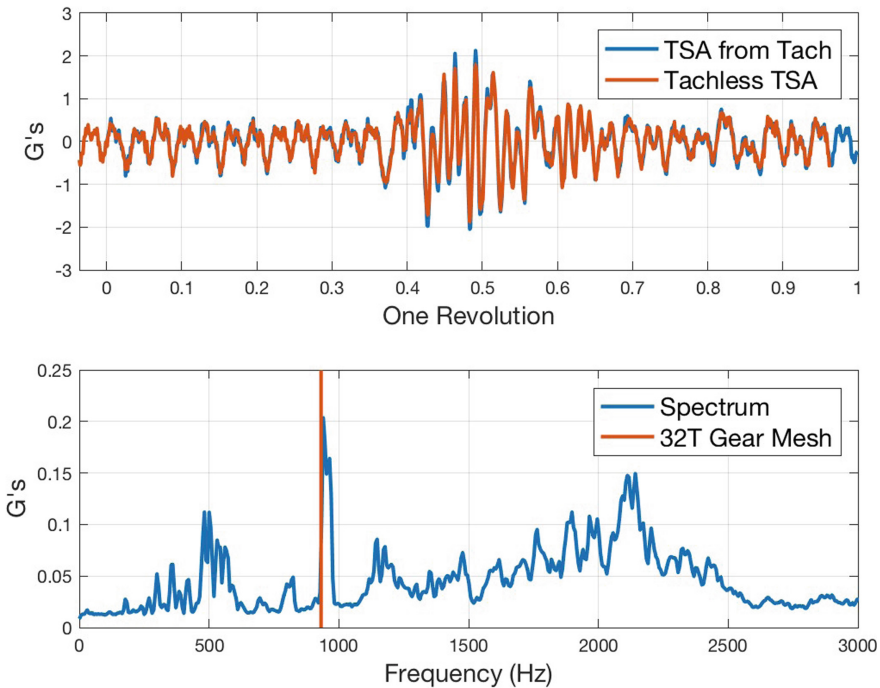 3
2
1
0
-1
-2
-3
G's
TSA from Tach
Tachless TSA
0 0.1 0.2 0.3 0.4 0.5 0.6 0.7 0.8 0.9 1
One Revolution
0.25
0.2
0.15
0.1
0.05
0
G's
Spectrum
32T Gear Mesh
0 500 1000 1500 2000 2500 3000
Frequency (Hz)